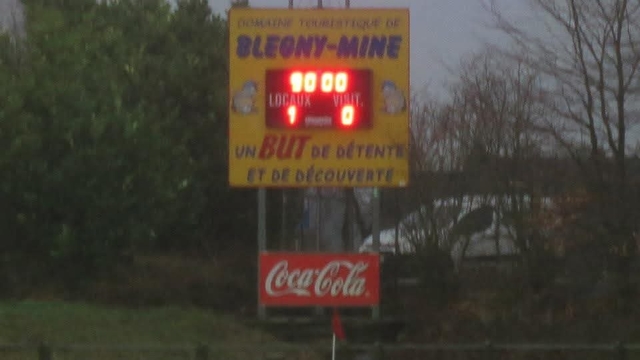 DOMAINE TOURISTIQUE DE
BLEGNY-MINE
90 00
LOCAUX VISIT.
1 0
UN BUT DE DÉTENTE
ET DE DÉCOUVERTE
Coca-Cola